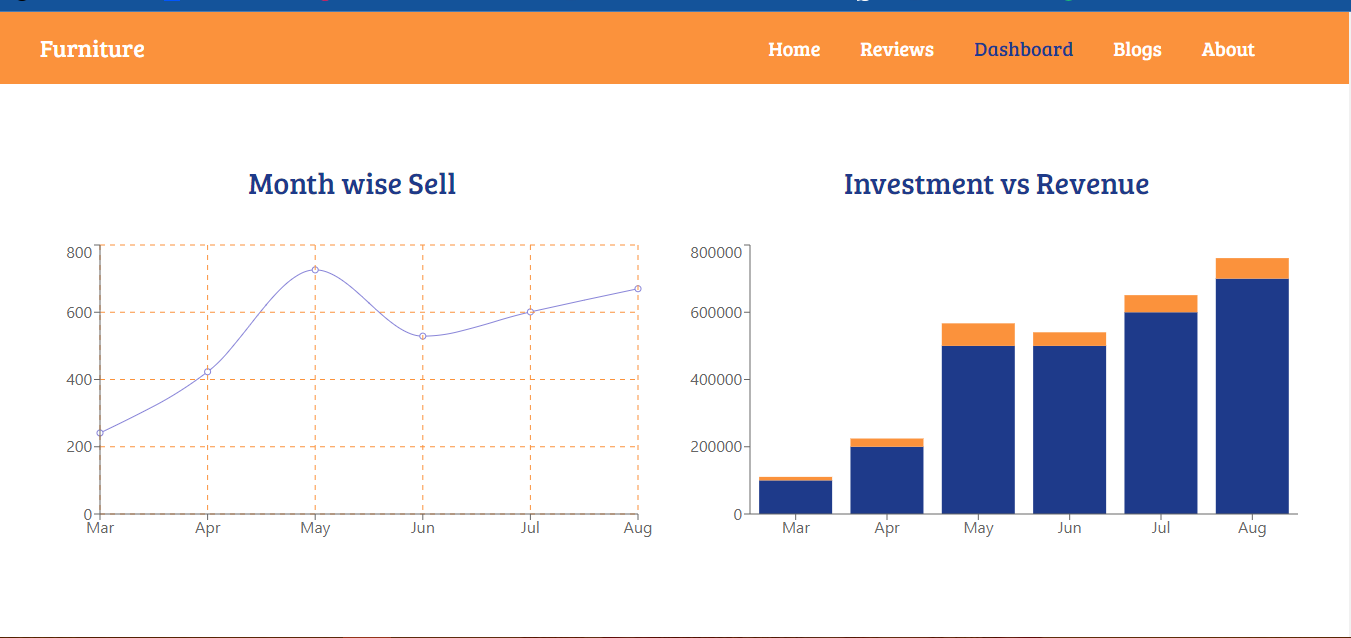 Furniture
Home Reviews Dashboard Blogs About
Month wise Sell
800
600
400
200
0
Mar Apr May Jun Jul Aug
Investment vs Revenue
800000
600000
400000
200000
0
Mar Apr May Jun Jul Aug